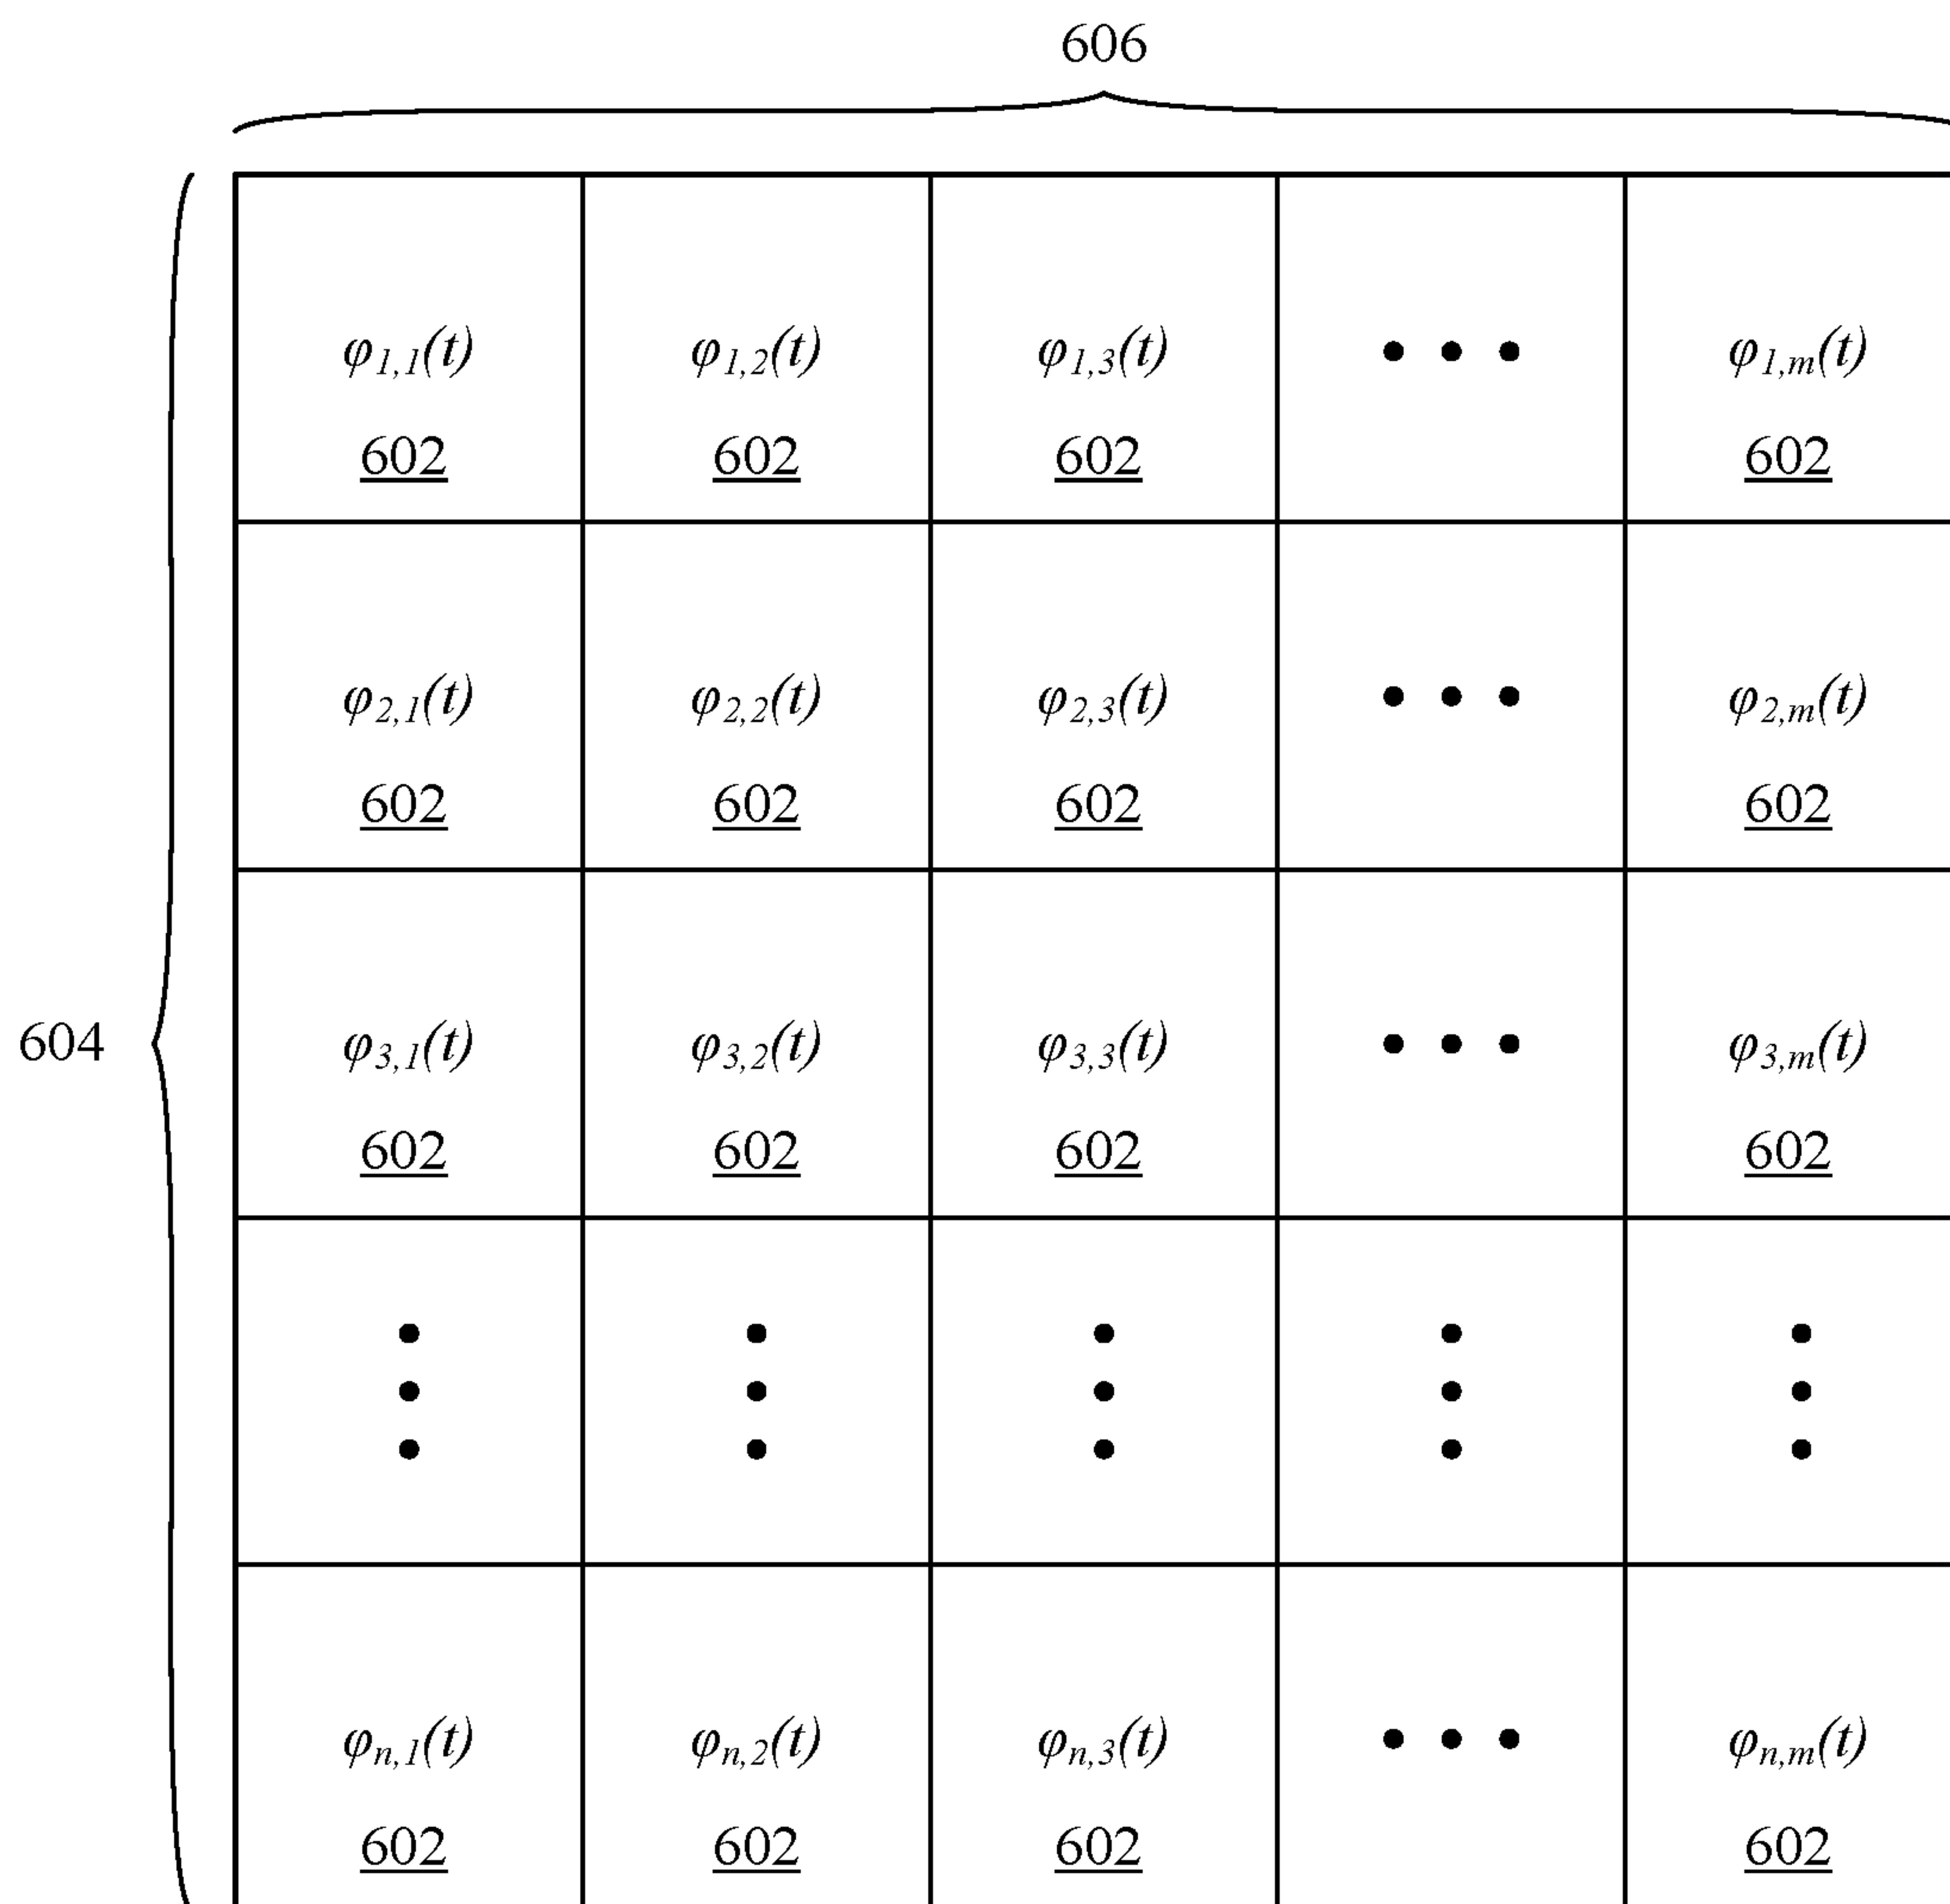 606
φ1,1(t) φ1,2(t) φ1,3(t) • • • φ1,m(t)
602 602 602 602
φ2,1(t) φ2,2(t) φ2,3(t) • • • φ2,m(t)
602 602 602 602
604 φ3,1(t) φ3,2(t) φ3,3(t) • • • φ3,m(t)
602 602 602 602
φn,1(t) φn,2(t) φn,3(t) • • • φn,m(t)
602 602 602 602